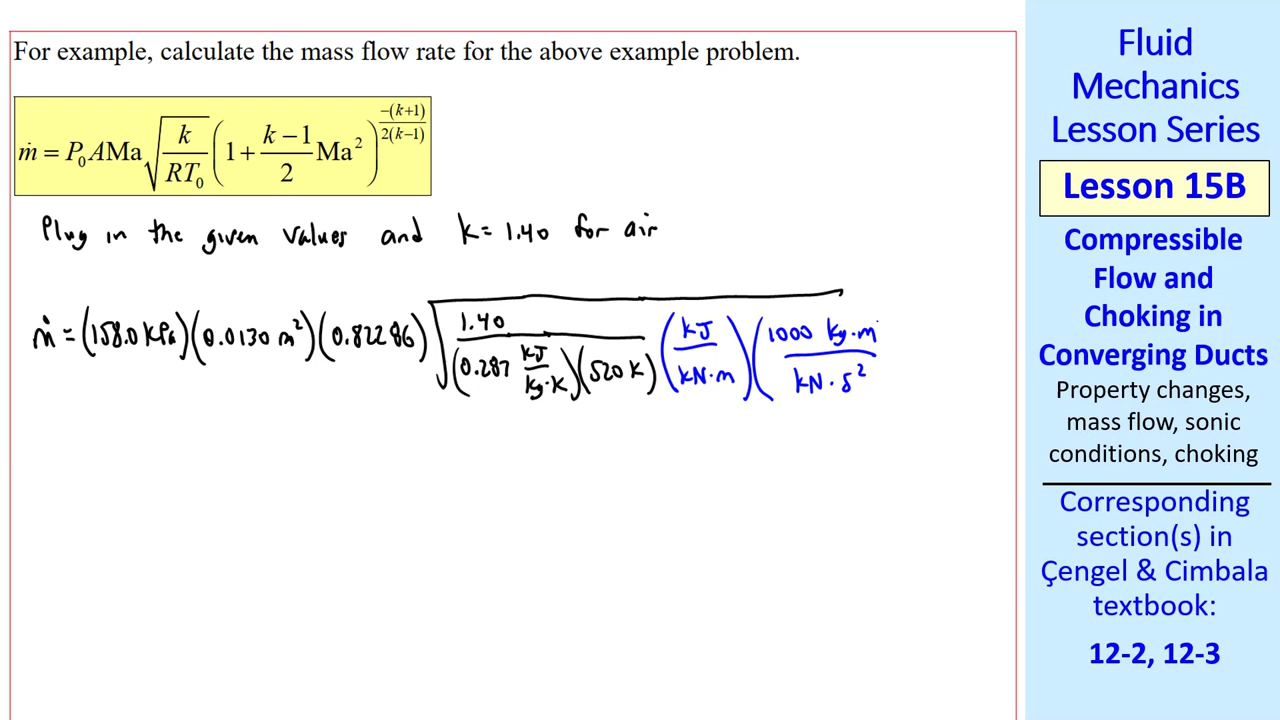 For example, calculate the mass flow rate for the above example problem.
ṁ = P₀AMa√(k/RT₀) (1 + (k−1)/2 Ma²)^(−(k+1)/2(k−1))
Plug in the given values and k = 1.40 for air
ṁ = (158.0 kPa)(0.0130 m²)(0.82286)√(1.40/((0.287 kJ/kg·K)(520 K)) (kJ/kN·m)(1000 kg·m/kN·s²
Fluid
Mechanics
Lesson Series
Lesson 15B
Compressible
Flow and
Choking in
Converging Ducts
Property changes,
mass flow, sonic
conditions, choking
Corresponding
section(s) in
Çengel & Cimbala
textbook:
12-2, 12-3